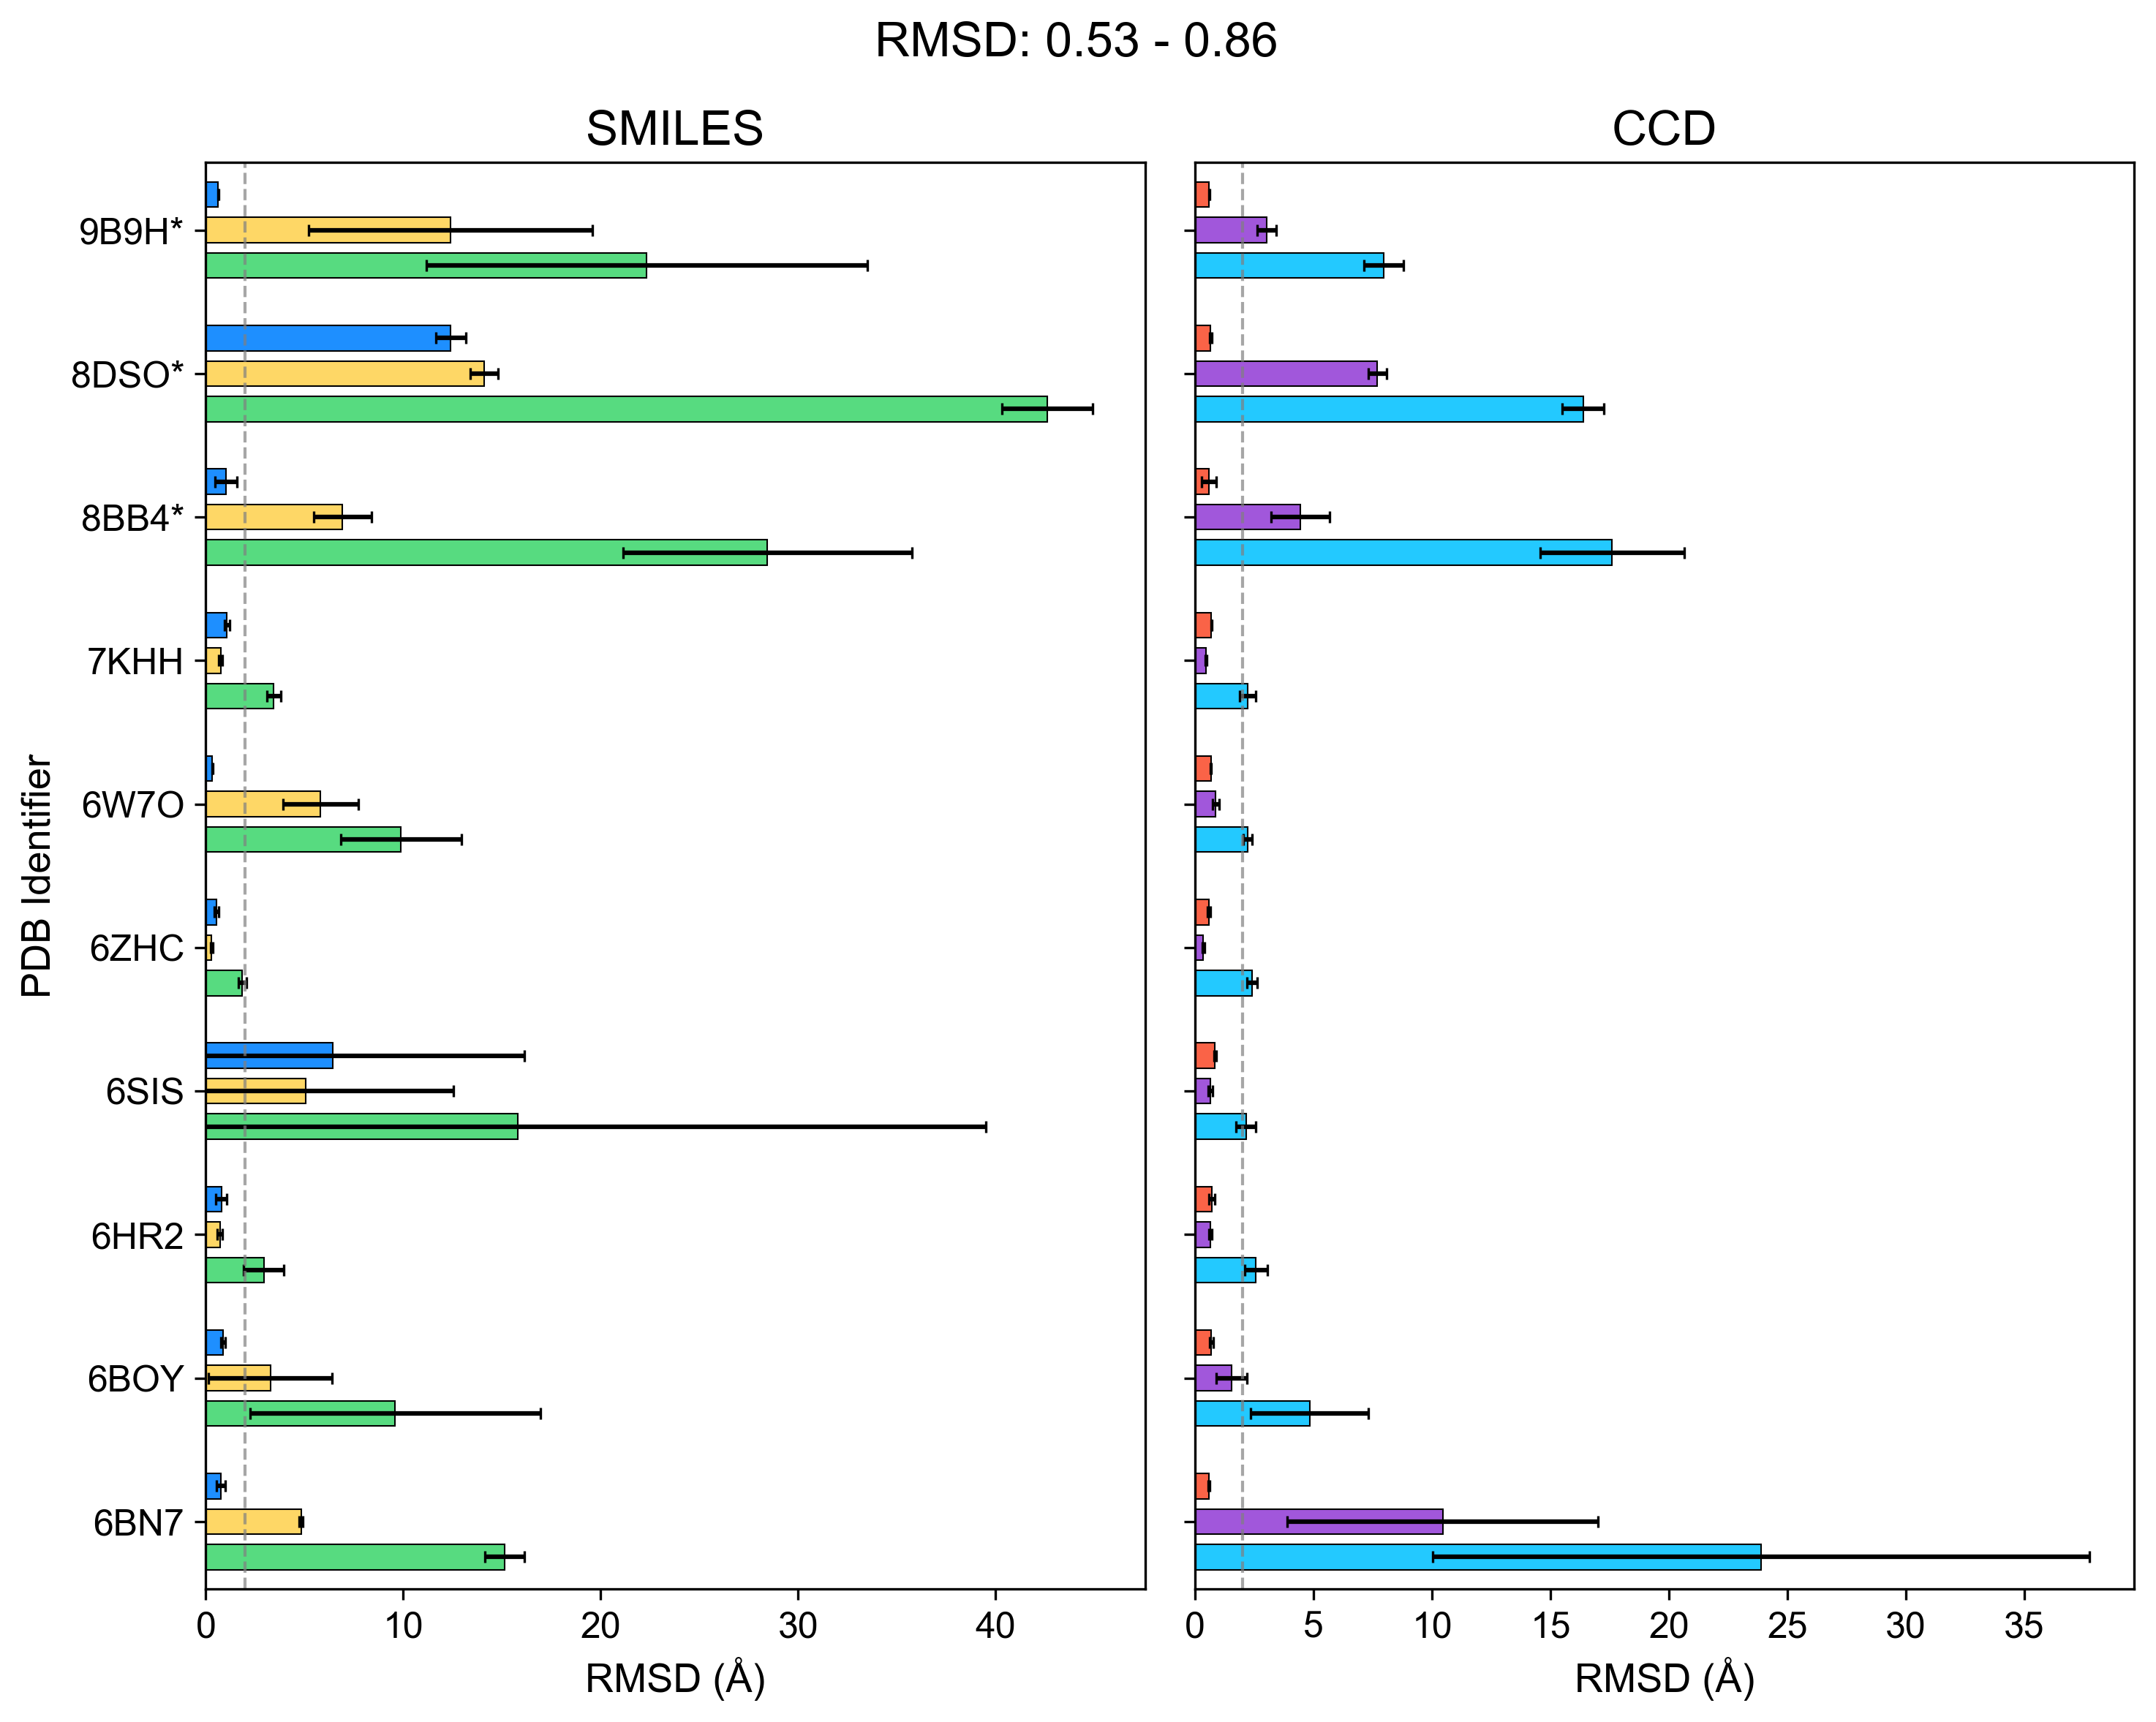 RMSD: 0.53 - 0.86
SMILES
CCD
PDB Identifier
9B9H*
8DSO*
8BB4*
7KHH
6W7O
6ZHC
6SIS
6HR2
6BOY
6BN7
0 10 20 30 40
0 5 10 15 20 25 30 35
RMSD (Å)
RMSD (Å)